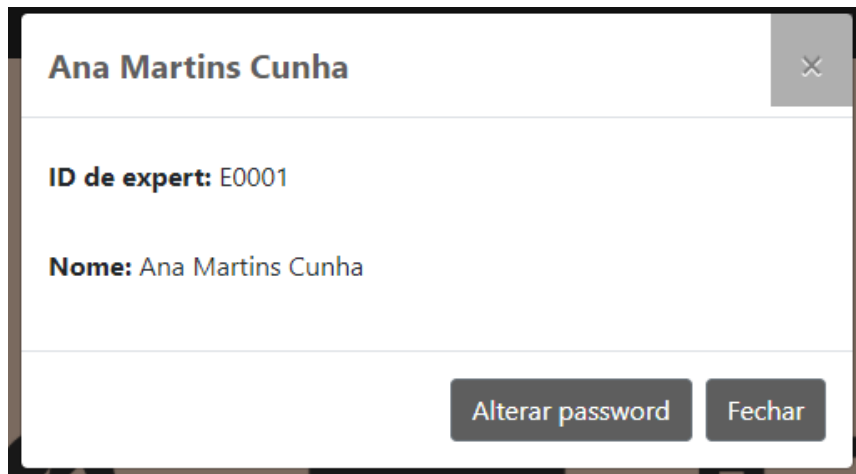 Ana Martins Cunha
×
ID de expert: E0001
Nome: Ana Martins Cunha
Alterar password Fechar